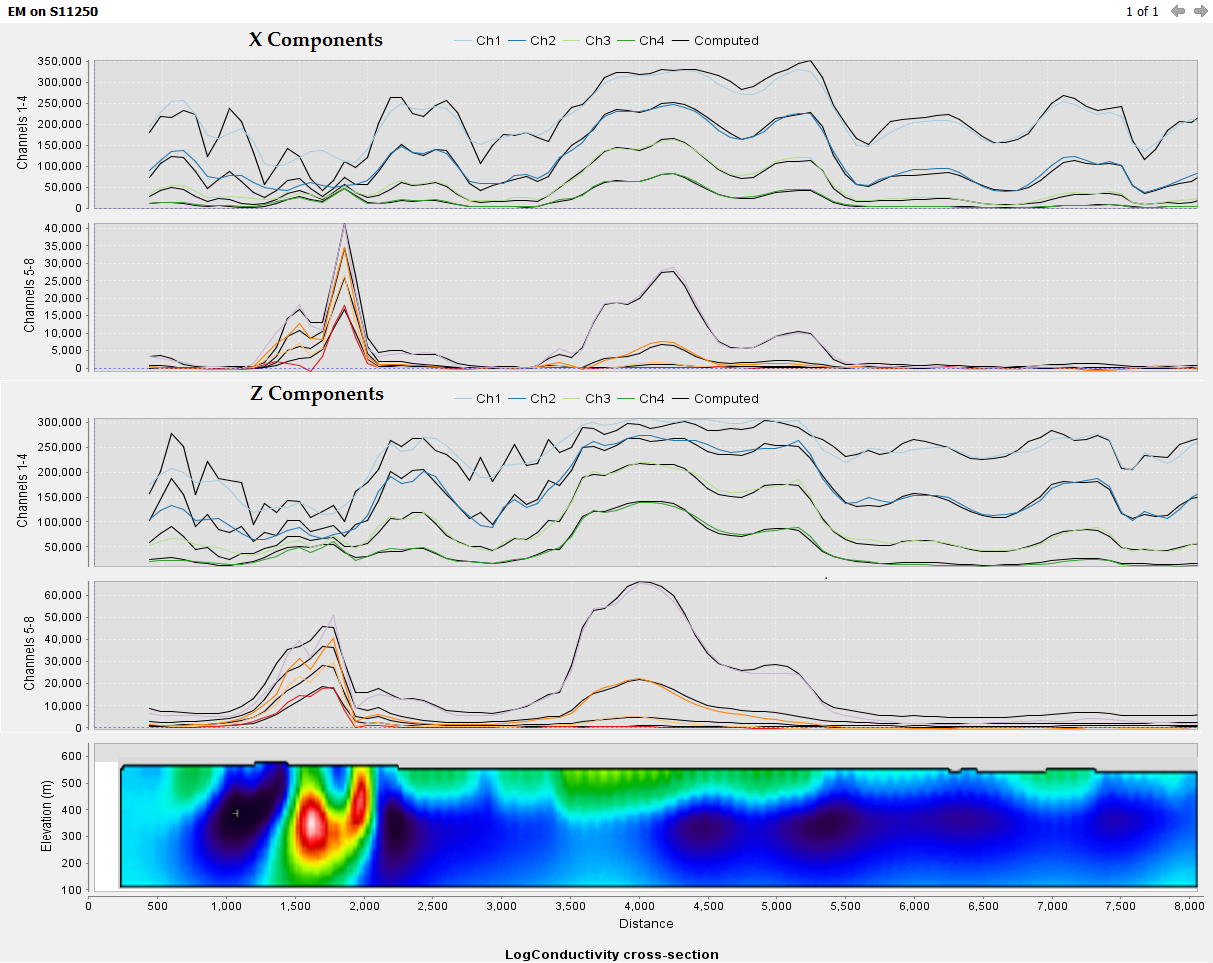 EM on S11250
1 of 1
X Components
Ch1 Ch2 Ch3 Ch4 Computed
Channels 1-4
350,000
300,000
250,000
200,000
150,000
100,000
50,000
0
Channels 5-8
40,000
35,000
30,000
25,000
20,000
15,000
10,000
5,000
0
Z Components
Ch1 Ch2 Ch3 Ch4 Computed
Channels 1-4
300,000
250,000
200,000
150,000
100,000
50,000
Channels 5-8
60,000
50,000
40,000
30,000
20,000
10,000
0
Elevation (m)
600
500
400
300
200
100
0 500 1,000 1,500 2,000 2,500 3,000 3,500 4,000 4,500 5,000 5,500 6,000 6,500 7,000 7,500 8,000
Distance
LogConductivity cross-section